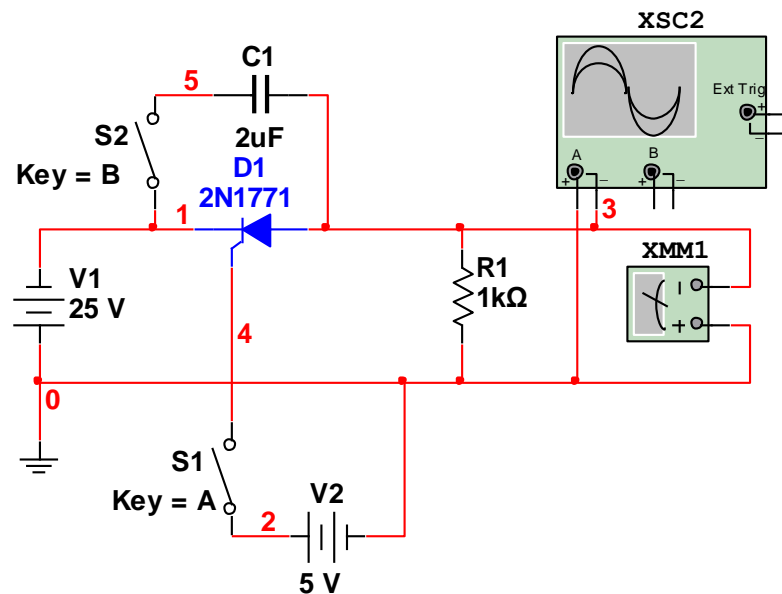 XSC2
Ext Trig
+
–
A
B
+
–
+
–
C1
5
S2
2uF
Key = B
D1
2N1771
1
3
XMM1
V1
25 V
R1
1kΩ
–
+
4
0
S1
Key = A
V2
2
5 V